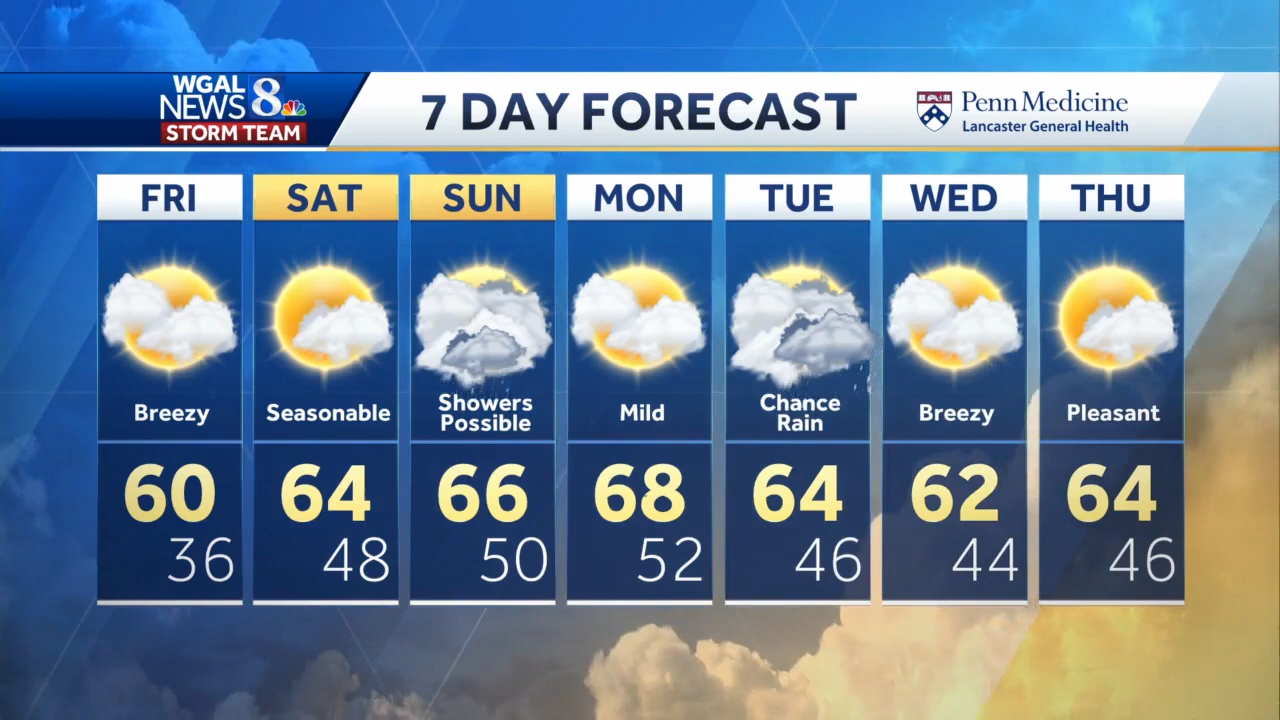 WGAL
NEWS 8
STORM TEAM
7 DAY FORECAST
Penn Medicine
Lancaster General Health
FRI
SAT
SUN
MON
TUE
WED
THU
Breezy
Seasonable
Showers
Possible
Mild
Chance
Rain
Breezy
Pleasant
60
64
66
68
64
62
64
36
48
50
52
46
44
46